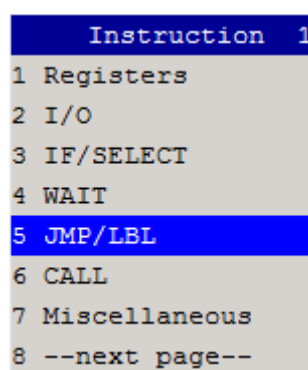 Instruction 1
1 Registers
2 I/O
3 IF/SELECT
4 WAIT
5 JMP/LBL
6 CALL
7 Miscellaneous
8 --next page--